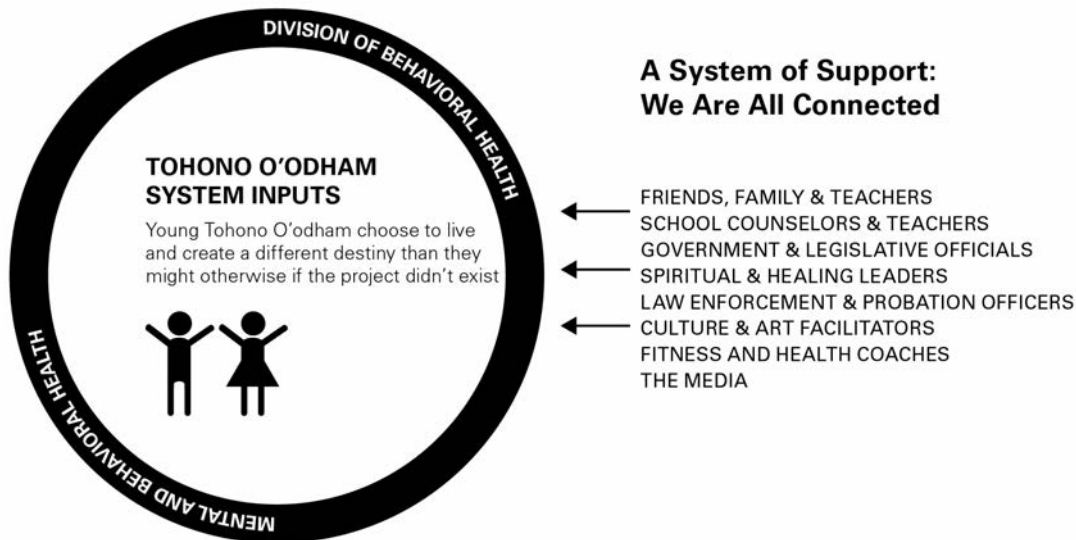 DIVISION OF BEHAVIORAL HEALTH
TOHONO O'ODHAM
SYSTEM INPUTS
Young Tohono O'odham choose to live
and create a different destiny than they
might otherwise if the project didn't exist
MENTAL AND BEHAVIORAL HEALTH
A System of Support:
We Are All Connected
FRIENDS, FAMILY & TEACHERS
SCHOOL COUNSELORS & TEACHERS
GOVERNMENT & LEGISLATIVE OFFICIALS
SPIRITUAL & HEALING LEADERS
LAW ENFORCEMENT & PROBATION OFFICERS
CULTURE & ART FACILITATORS
FITNESS AND HEALTH COACHES
THE MEDIA